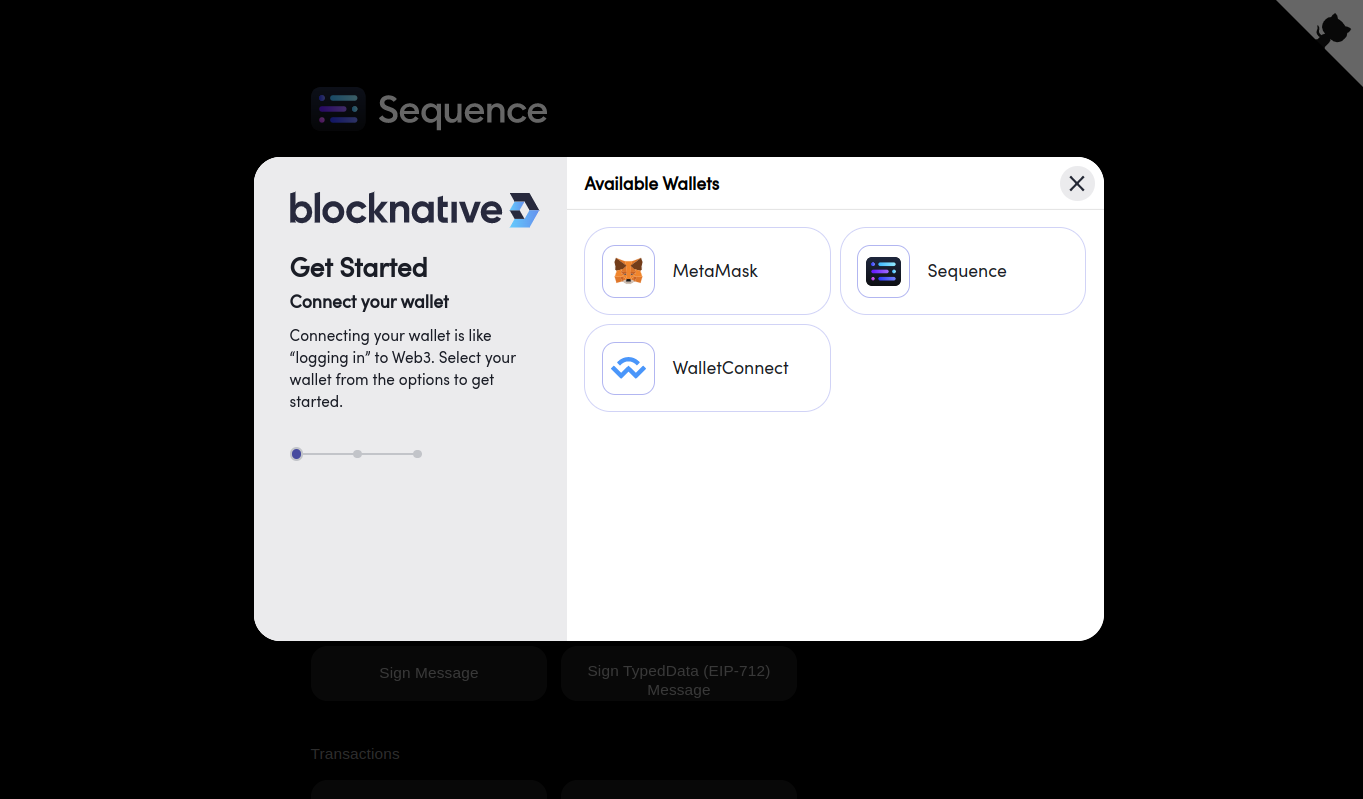 Sequence
blocknative
Get Started
Connect your wallet
Connecting your wallet is like
“logging in” to Web3. Select your
wallet from the options to get
started.
Available Wallets
MetaMask
Sequence
WalletConnect
Sign Message
Sign TypedData (EIP-712)
Message
Transactions